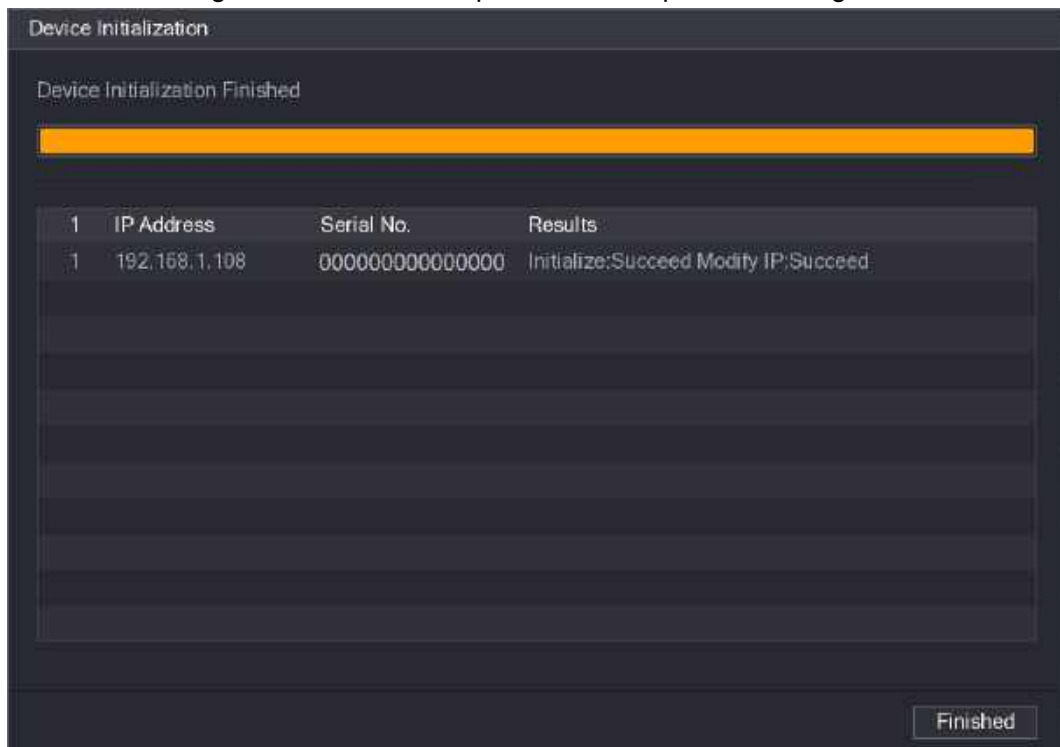 Device Initialization
Device Initialization Finished
1 IP Address Serial No. Results
1 192.168.1.108 000000000000000 Initialize:Succeed Modify IP:Succeed
Finished